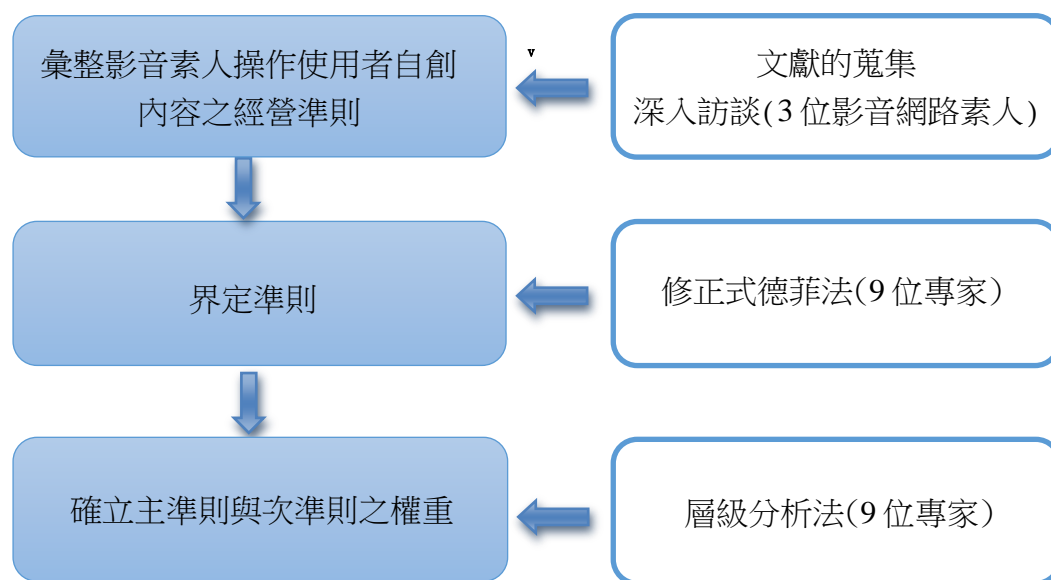 彙整影音素人操作使用者自創
內容之經營準則
v
文獻的蒐集
深入訪談(3位影音網路素人)
界定準則
修正式德菲法(9位專家)
確立主準則與次準則之權重
層級分析法(9位專家)